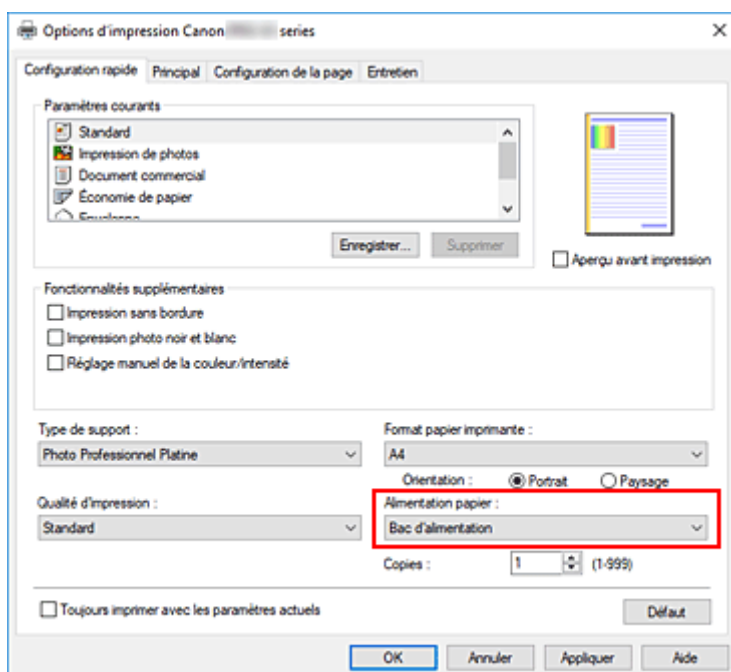 Options d'impression Canon series
Configuration rapide Principal Configuration de la page Entretien
Paramètres courants
Standard
Impression de photos
Document commercial
Économie de papier
Enregistrer... Supprimer
Aperçu avant impression
Fonctionnalités supplémentaires
Impression sans bordure
Impression photo noir et blanc
Réglage manuel de la couleur/intensité
Type de support : Format papier imprimante :
Photo Professionnel Platine A4
Orientation : Portrait Paysage
Qualité d'impression : Alimentation papier :
Standard Bac d'alimentation
Copies : 1 (1-999)
Toujours imprimer avec les paramètres actuels Défaut
OK Annuler Appliquer Aide